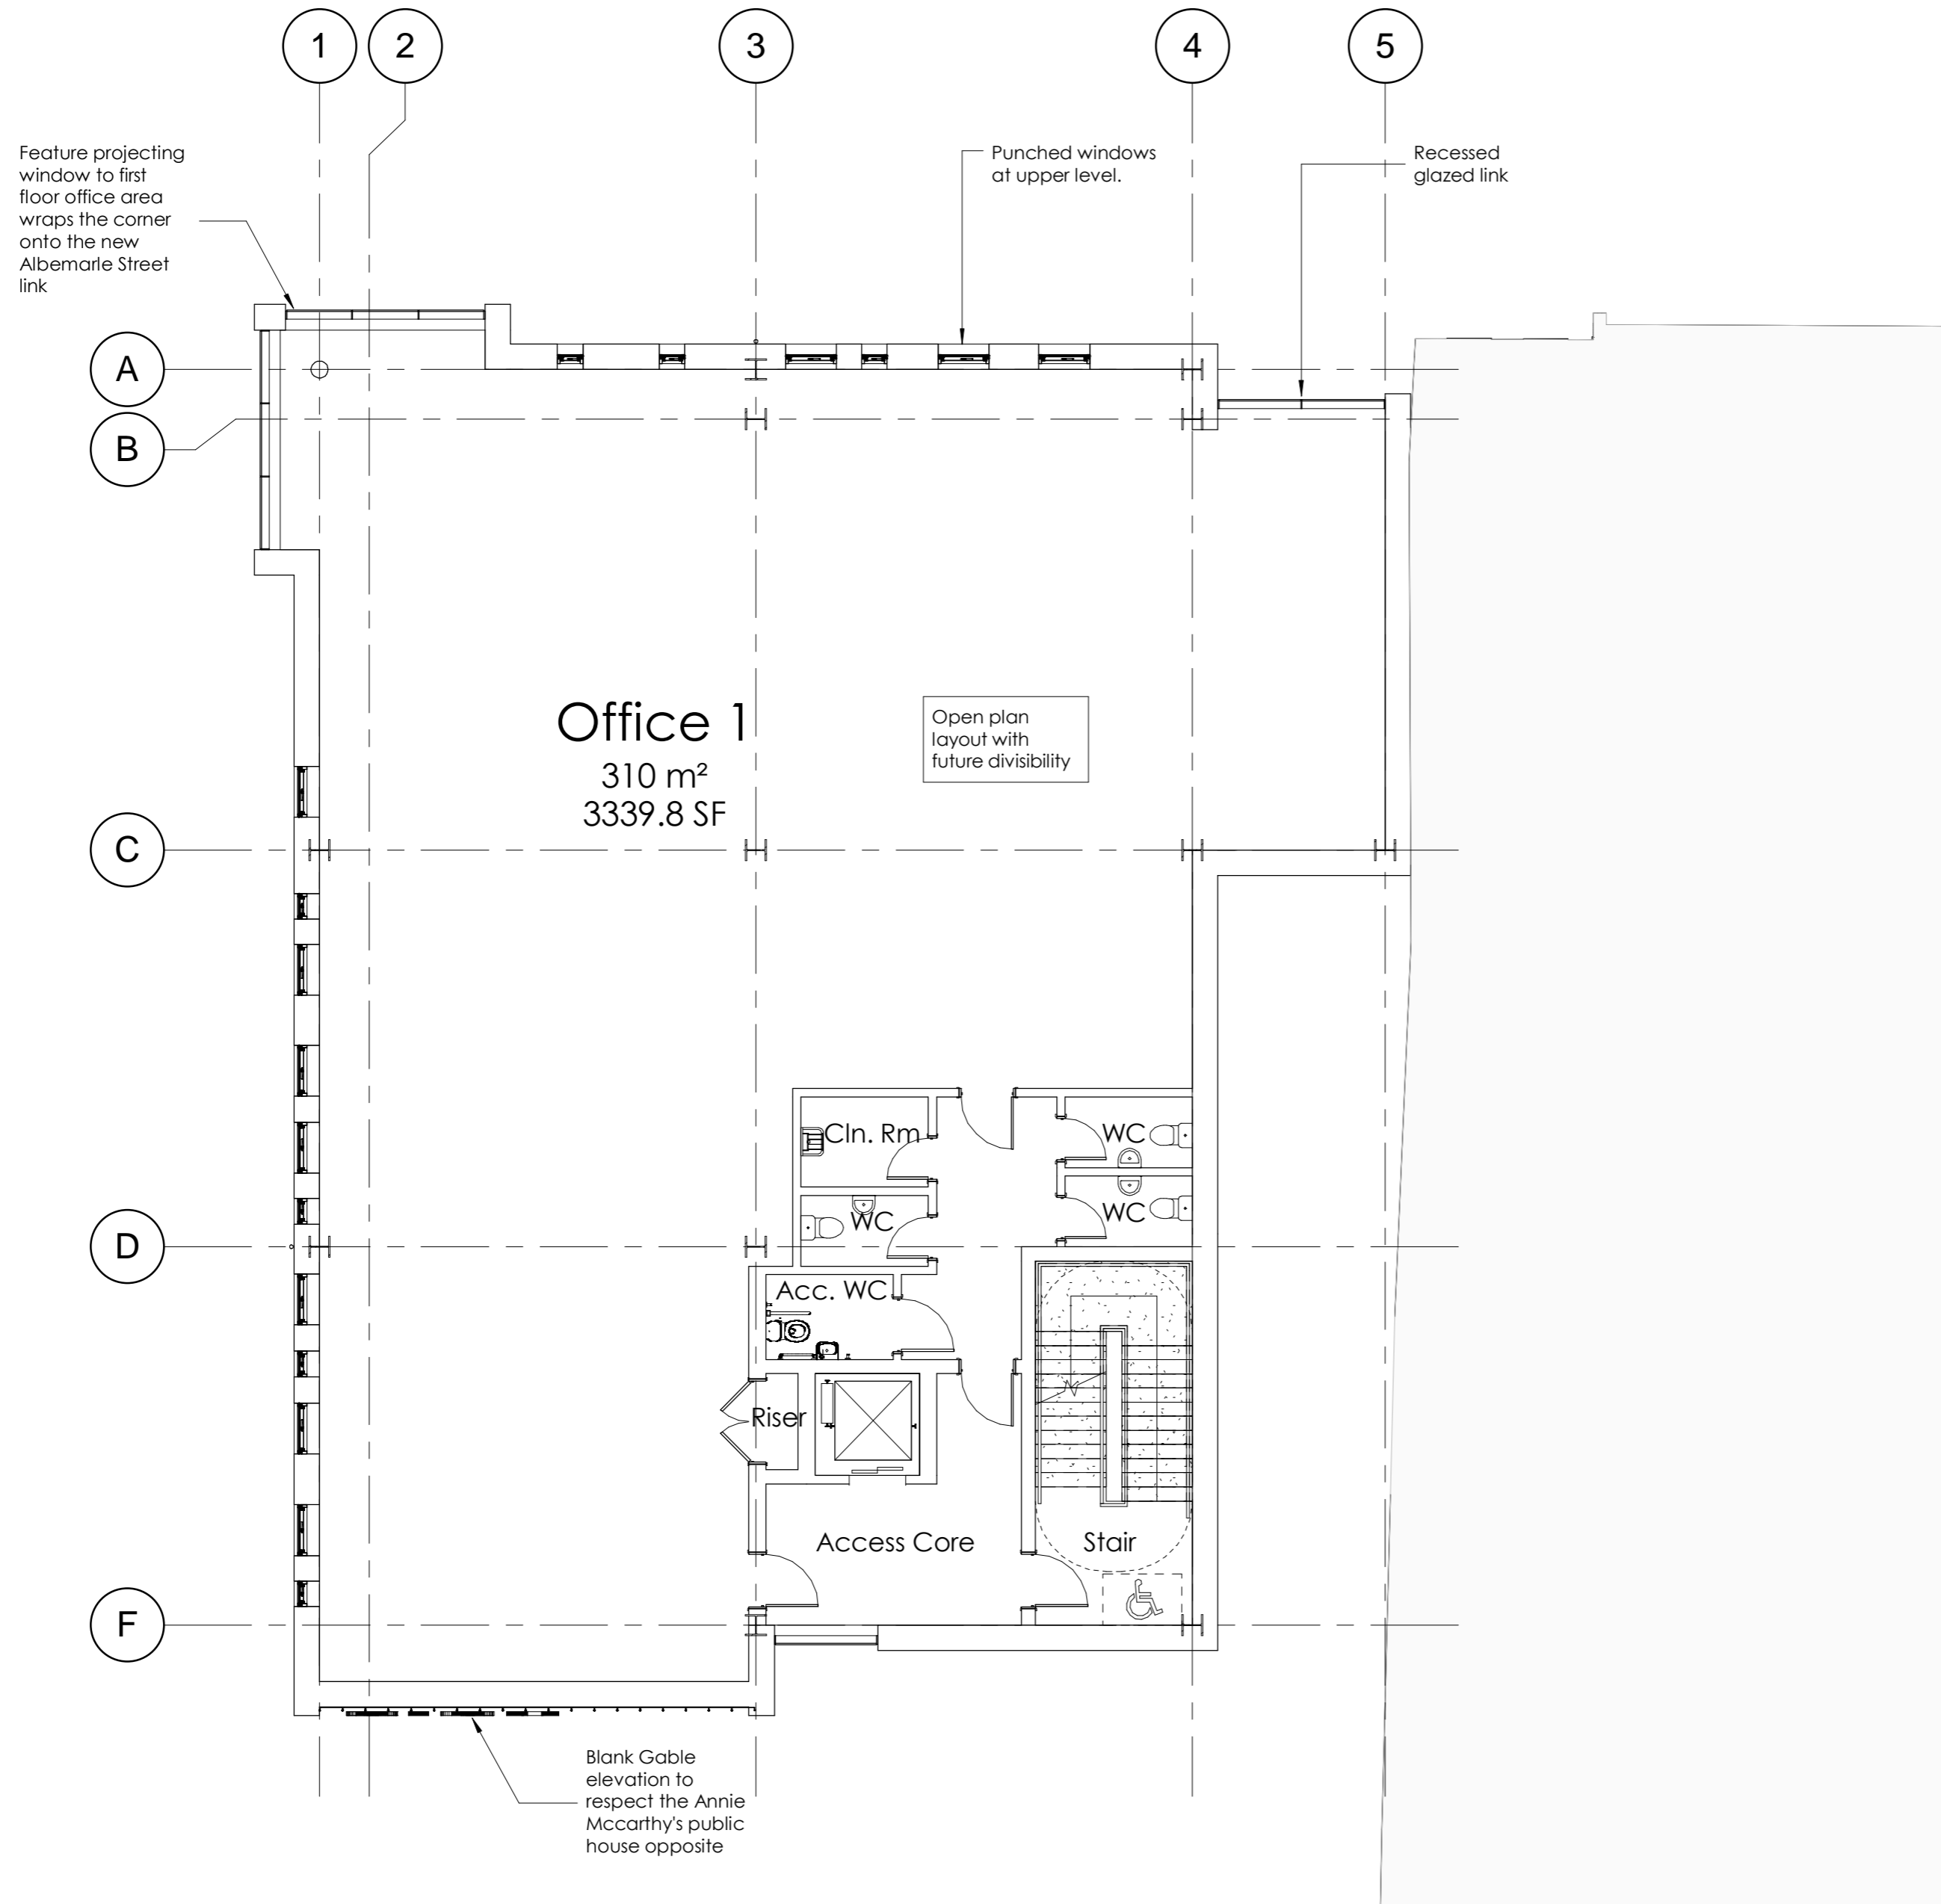 1
2
3
4
5
Feature projecting
window to first
floor office area
wraps the corner
onto the new
Albemarle Street
link
Punched windows
at upper level.
Recessed
glazed link
A
B
Office 1
310 m²
3339.8 SF
Open plan
layout with
future divisibility
C
Cln. Rm
WC
WC
WC
D
Acc. WC
Riser
Access Core
Stair
F
Blank Gable
elevation to
respect the Annie
Mccarthy's public
house opposite